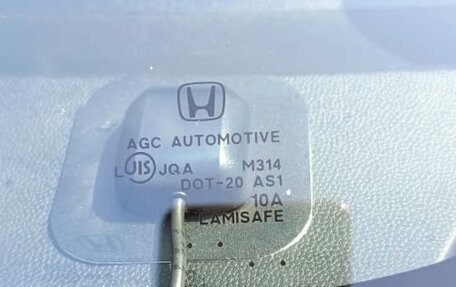 AGC AUTOMOTIVE
L JIS JQA M314
DOT-20 AS1
10A
LAMISAFE